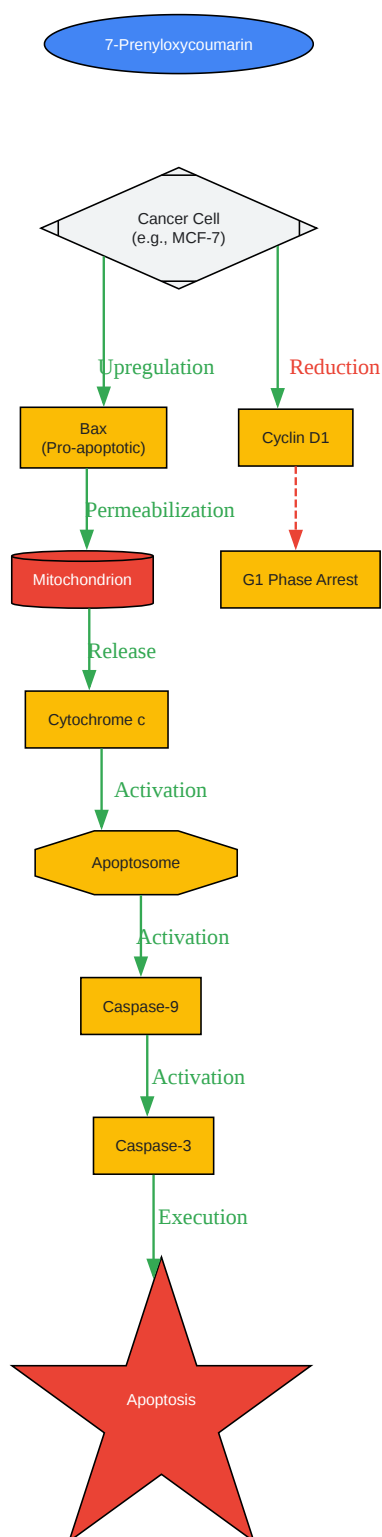 7-Prenyloxycoumarin
Cancer Cell
(e.g., MCF-7)
Upregulation
Reduction
Bax
(Pro-apoptotic)
Cyclin D1
Permeabilization
Mitochondrion
G1 Phase Arrest
Release
Cytochrome c
Activation
Apoptosome
Activation
Caspase-9
Activation
Caspase-3
Execution
Apoptosis